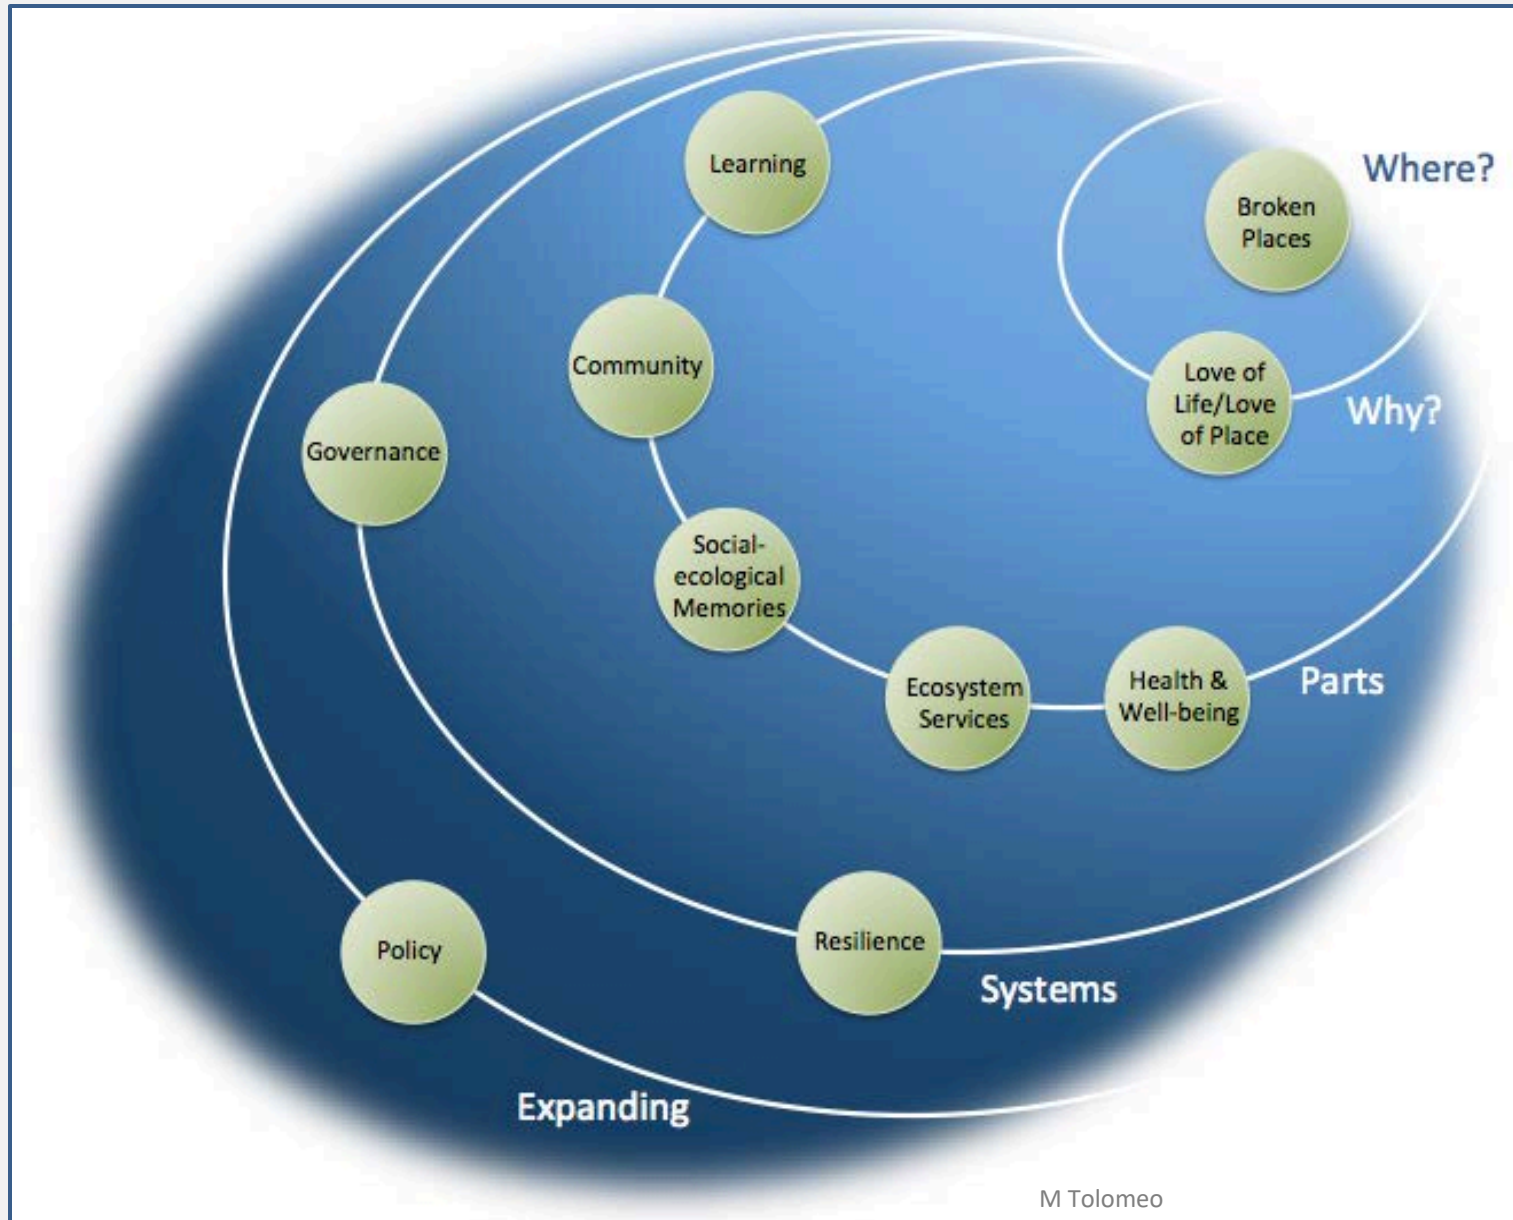 Learning
Where?
Broken
Places
Community
Love of
Life/Love
of Place
Why?
Governance
Social-
ecological
Memories
Ecosystem
Services
Health &
Well-being
Parts
Policy
Resilience
Systems
Expanding
M Tolomeo